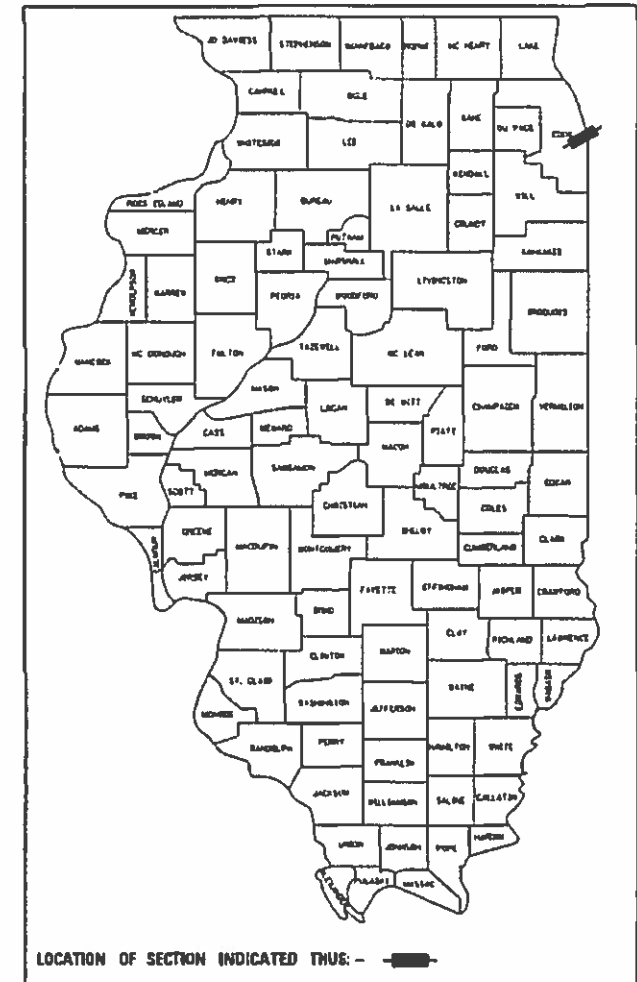 JO DAVIESS STEPHENSON WINNEBAGO BOONE MC HENRY LAKE
CARROLL OGLE DE KALB KANE DU PAGE COOK
WHITESIDE LEE
KENDALL WILL
ROCK ISLAND HENRY BUREAU LA SALLE GRUNDY
MERCER PUTNAM KANKAKEE
STARK MARSHALL
HENDERSON WARREN KNOX LIVINGSTON
PEORIA WOODFORD IROQUOIS
HANCOCK MC DONOUGH FULTON TAZEWELL MC LEAN FORD
SCHUYLER MASON
ADAMS LOGAN DE WITT CHAMPAIGN VERMILION
BROWN CASS MENARD PIATT
MACON
PIKE SCOTT MORGAN SANGAMON DOUGLAS EDGAR
MOULTRIE
CHRISTIAN COLES
GREENE SHELBY
CALHOUN MACOUPIN MONTGOMERY CUMBERLAND CLARK
JERSEY
FAYETTE EFFINGHAM JASPER CRAWFORD
MADISON BOND
CLAY RICHLAND LAWRENCE
CLINTON MARION
ST. CLAIR WAYNE EDWARDS WABASH
WASHINGTON
MONROE JEFFERSON
RANDOLPH PERRY HAMILTON WHITE
FRANKLIN
JACKSON WILLIAMSON SALINE GALLATIN
UNION JOHNSON POPE HARDIN
ALEXANDER PULASKI MASSAC
LOCATION OF SECTION INDICATED THUS: -